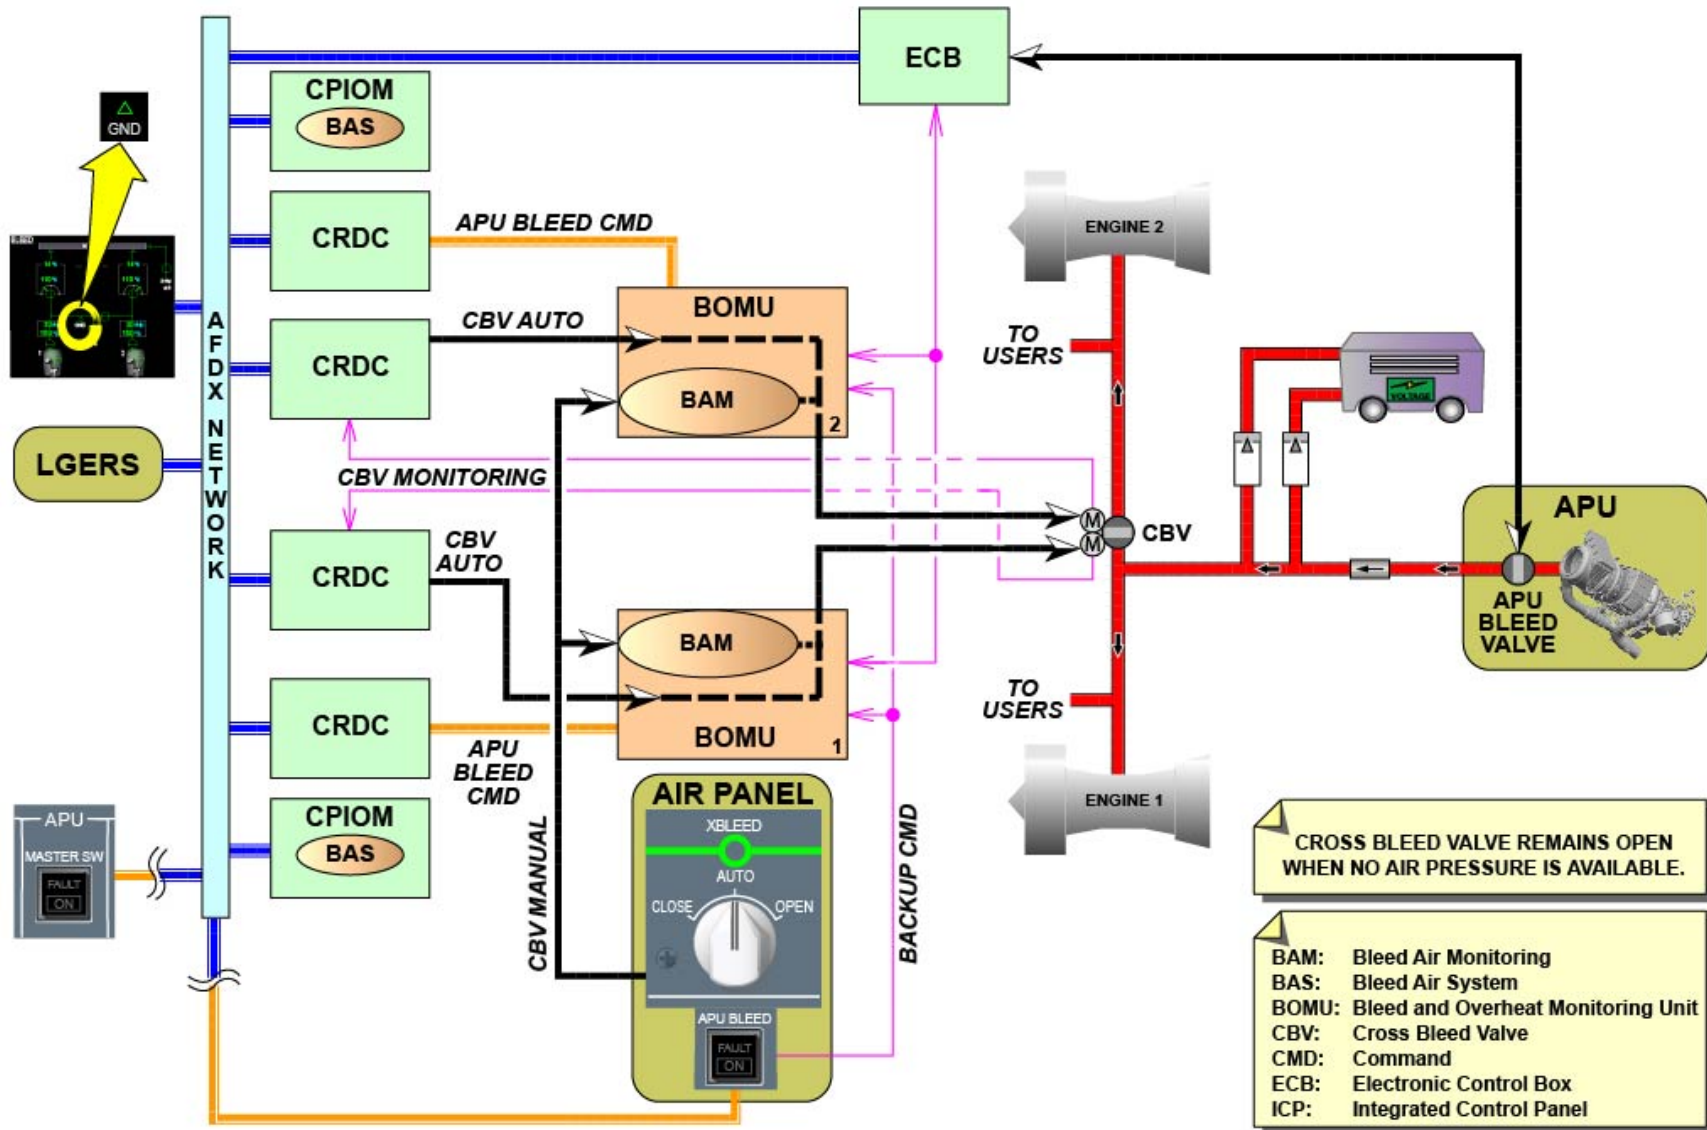 ECB
CPIOM
BAS
GND
CRDC
APU BLEED CMD
ENGINE 2
BOMU
BAM
2
CBV AUTO
CRDC
TO
USERS
BLEED
GND
VOLTAGE
AFDX NETWORK
LGERS
CBV MONITORING
M
M
CBV
APU
APU
BLEED
VALVE
CBV
AUTO
CRDC
BAM
BOMU
1
TO
USERS
CRDC
APU
BLEED
CMD
ENGINE 1
AIR PANEL
XBLEED
AUTO
CLOSE
OPEN
CBV MANUAL
BACKUP CMD
CPIOM
BAS
APU
MASTER SW
FAULT
ON
APU BLEED
FAULT
ON
CROSS BLEED VALVE REMAINS OPEN
WHEN NO AIR PRESSURE IS AVAILABLE.
BAM: Bleed Air Monitoring
BAS: Bleed Air System
BOMU: Bleed and Overheat Monitoring Unit
CBV: Cross Bleed Valve
CMD: Command
ECB: Electronic Control Box
ICP: Integrated Control Panel